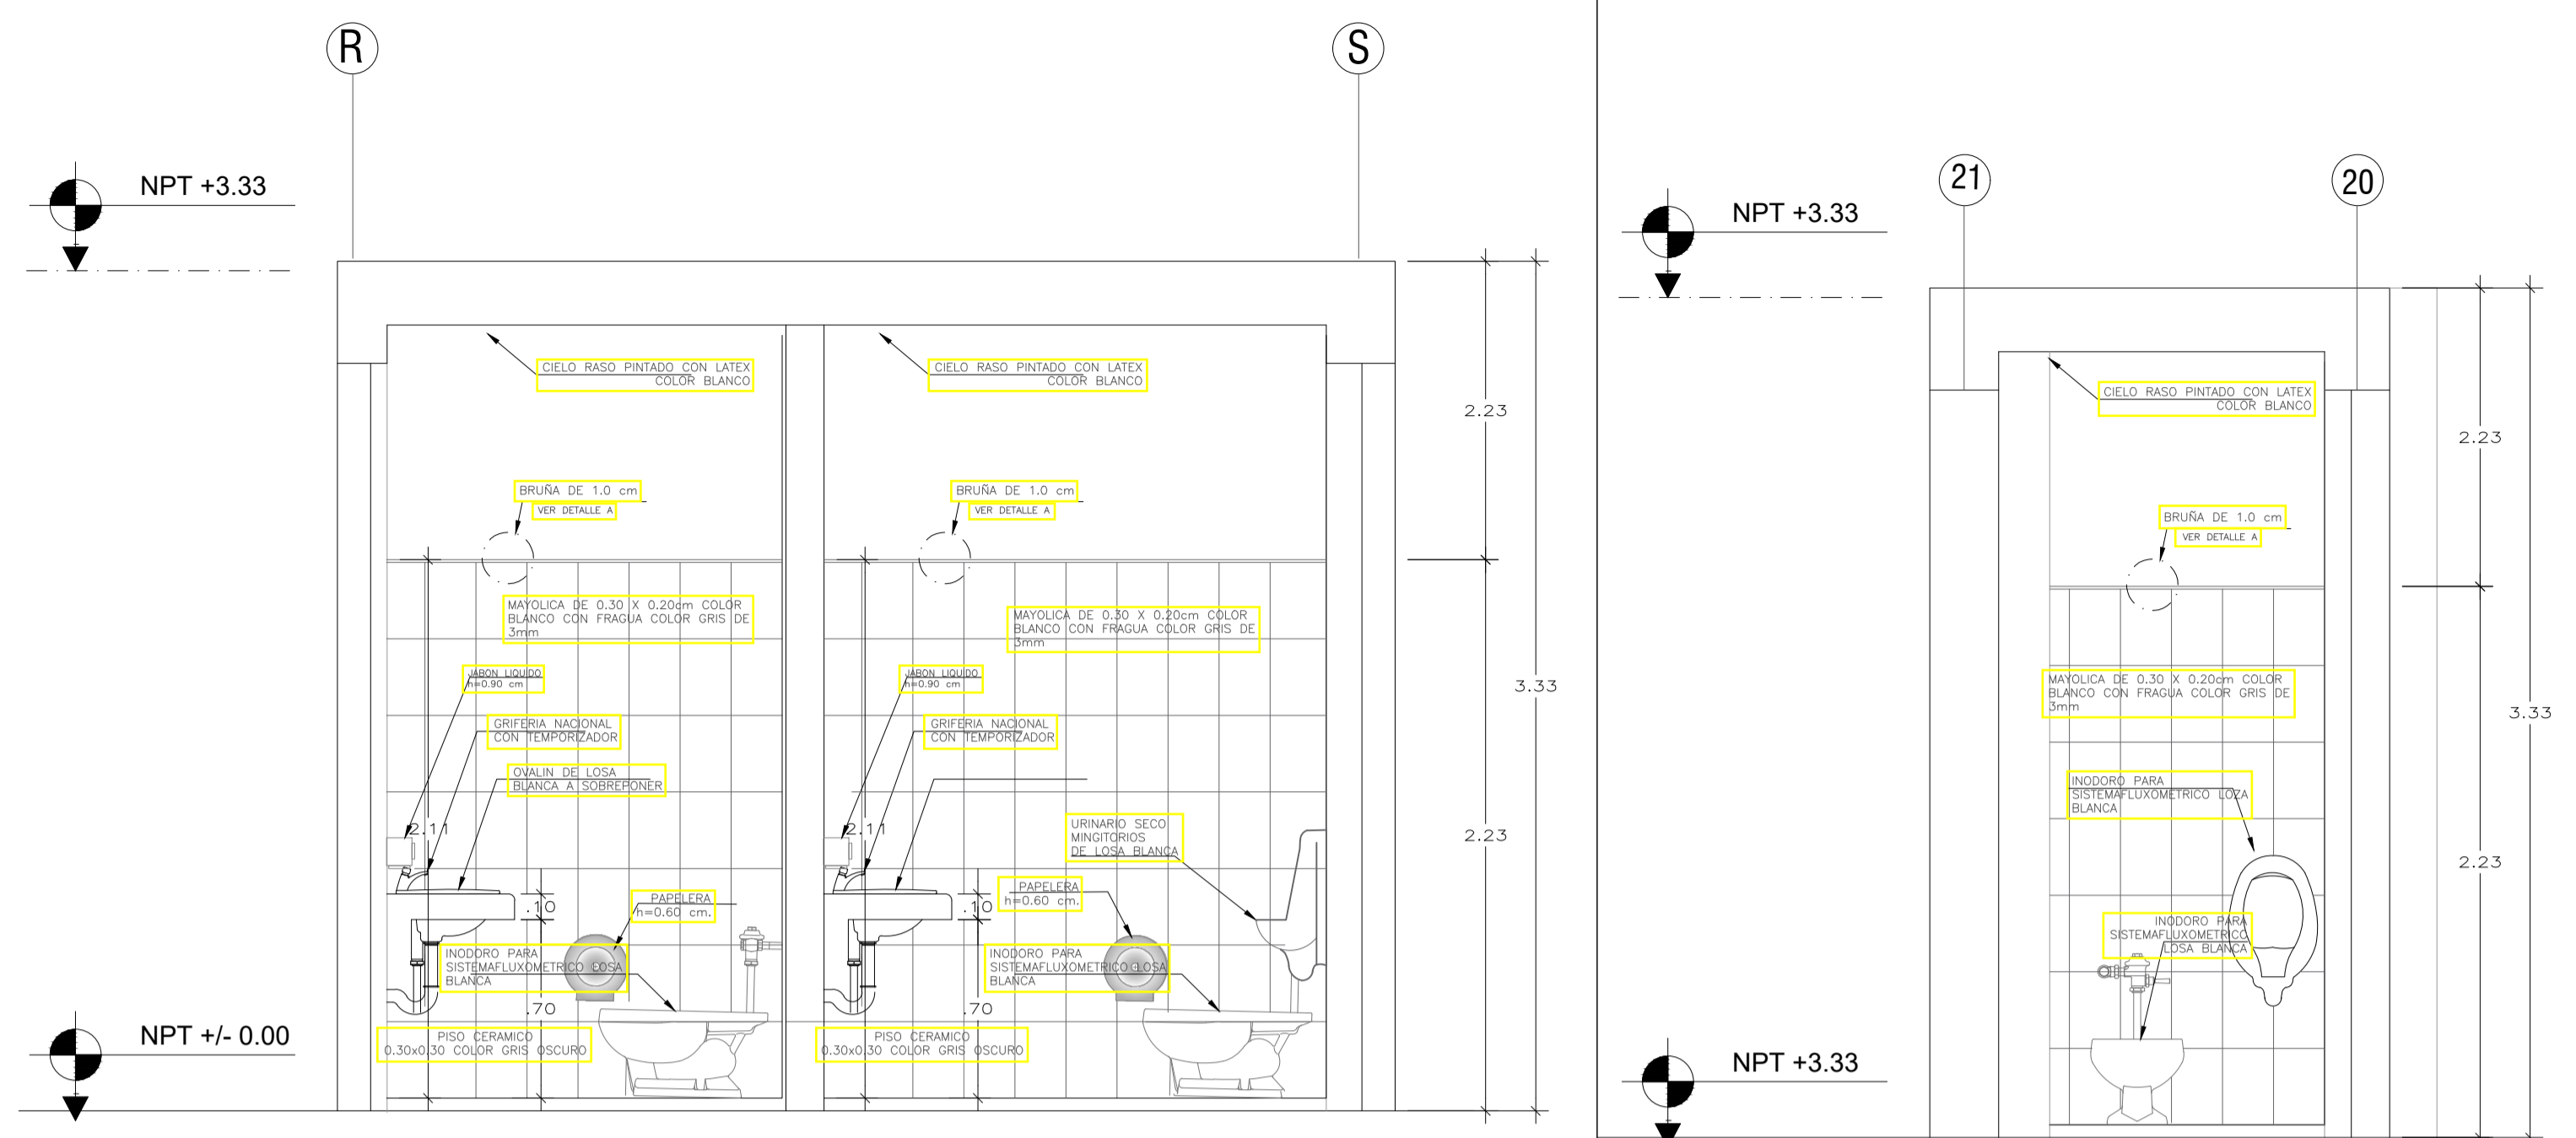 R
S
NPT +3.33
CIELO RASO PINTADO CON LATEX
COLOR BLANCO
CIELO RASO PINTADO CON LATEX
COLOR BLANCO
2.23
BRUÑA DE 1.0 cm
VER DETALLE A
BRUÑA DE 1.0 cm
VER DETALLE A
MAYOLICA DE 0.30 X 0.20cm COLOR
BLANCO CON FRAGUA COLOR GRIS DE
3mm
MAYOLICA DE 0.30 X 0.20cm COLOR
BLANCO CON FRAGUA COLOR GRIS DE
3mm
JABON LIQUIDO
h=0.90 cm
JABON LIQUIDO
h=0.90 cm
3.33
GRIFERIA NACIONAL
CON TEMPORIZADOR
GRIFERIA NACIONAL
CON TEMPORIZADOR
OVALIN DE LOSA
BLANCA A SOBREPONER
2.11
2.11
URINARIO SECO
MINGITORIOS
DE LOSA BLANCA
2.23
PAPELERA
h=0.60 cm.
PAPELERA
h=0.60 cm.
.10
.10
INODORO PARA
SISTEMAFLUXOMETRICO LOSA
BLANCA
INODORO PARA
SISTEMAFLUXOMETRICO LOSA
BLANCA
.70
.70
NPT +/- 0.00
PISO CERAMICO
0.30x0.30 COLOR GRIS OSCURO
PISO CERAMICO
0.30x0.30 COLOR GRIS OSCURO
21
20
NPT +3.33
CIELO RASO PINTADO CON LATEX
COLOR BLANCO
2.23
BRUÑA DE 1.0 cm
VER DETALLE A
MAYOLICA DE 0.30 X 0.20cm COLOR
BLANCO CON FRAGUA COLOR GRIS DE
3mm
3.33
INODORO PARA
SISTEMAFLUXOMETRICO LOZA
BLANCA
2.23
INODORO PARA
SISTEMAFLUXOMETRICO
LOSA BLANCA
NPT +3.33